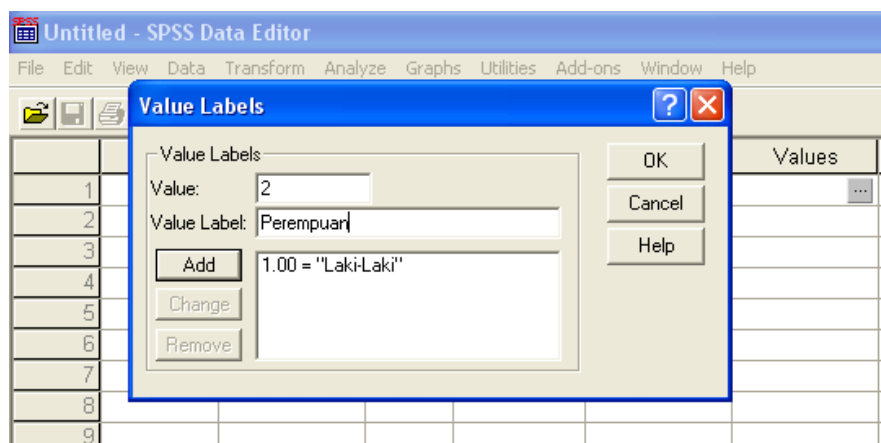 SPSS Untitled - SPSS Data Editor
File Edit View Data Transform Analyze Graphs Utilities Add-ons Window Help
Value Labels
Value Labels
Value: 2
Value Label: Perempuan
Add
1.00 = "Laki-Laki"
Change
Remove
OK
Cancel
Help
Values
1 ...
2
3
4
5
6
7
8
9